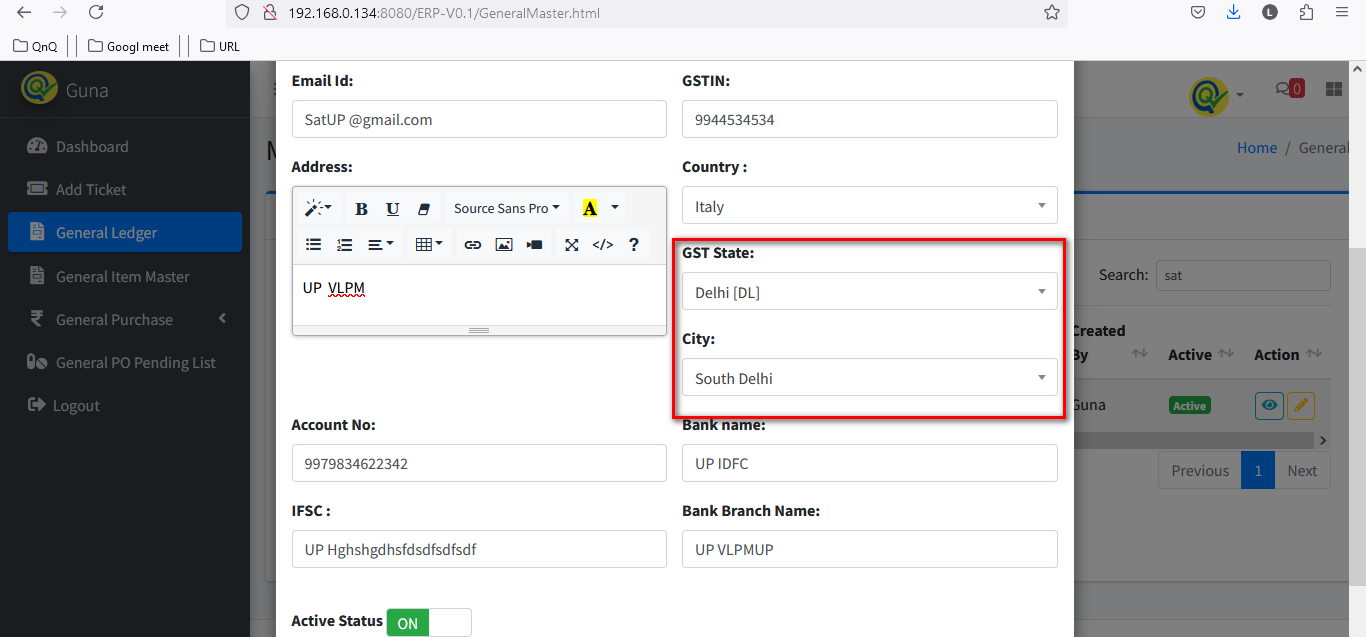 192.168.0.134:8080/ERP-V0.1/GeneralMaster.html
L
QnQ
Googl meet
URL
Guna
Dashboard
Add Ticket
General Ledger
General Item Master
General Purchase
General PO Pending List
Logout
Email Id:
SatUP @gmail.com
GSTIN:
9944534534
Address:
B U Source Sans Pro A
</> ?
UP VLPM
Country :
Italy
GST State:
Delhi [DL]
City:
South Delhi
Account No:
9979834622342
Bank name:
UP IDFC
IFSC :
UP Hghshgdhsfdsdfsdfsdf
Bank Branch Name:
UP VLPMUP
Active Status ON
0
Home / General
Search: sat
Created
By Active Action
Guna Active
Previous 1 Next